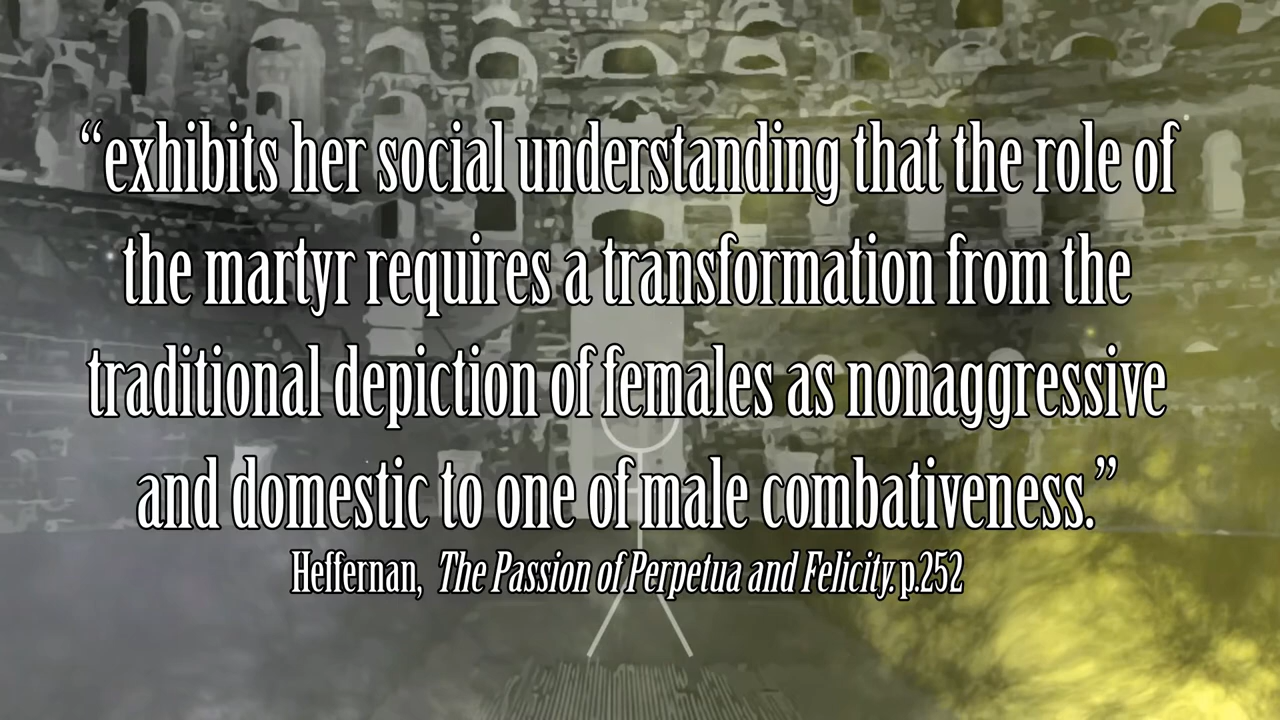 “exhibits her social understanding that the role of
the martyr requires a transformation from the
traditional depiction of females as nonaggressive
and domestic to one of male combativeness.”
Heffernan, The Passion of Perpetua and Felicity. p.252